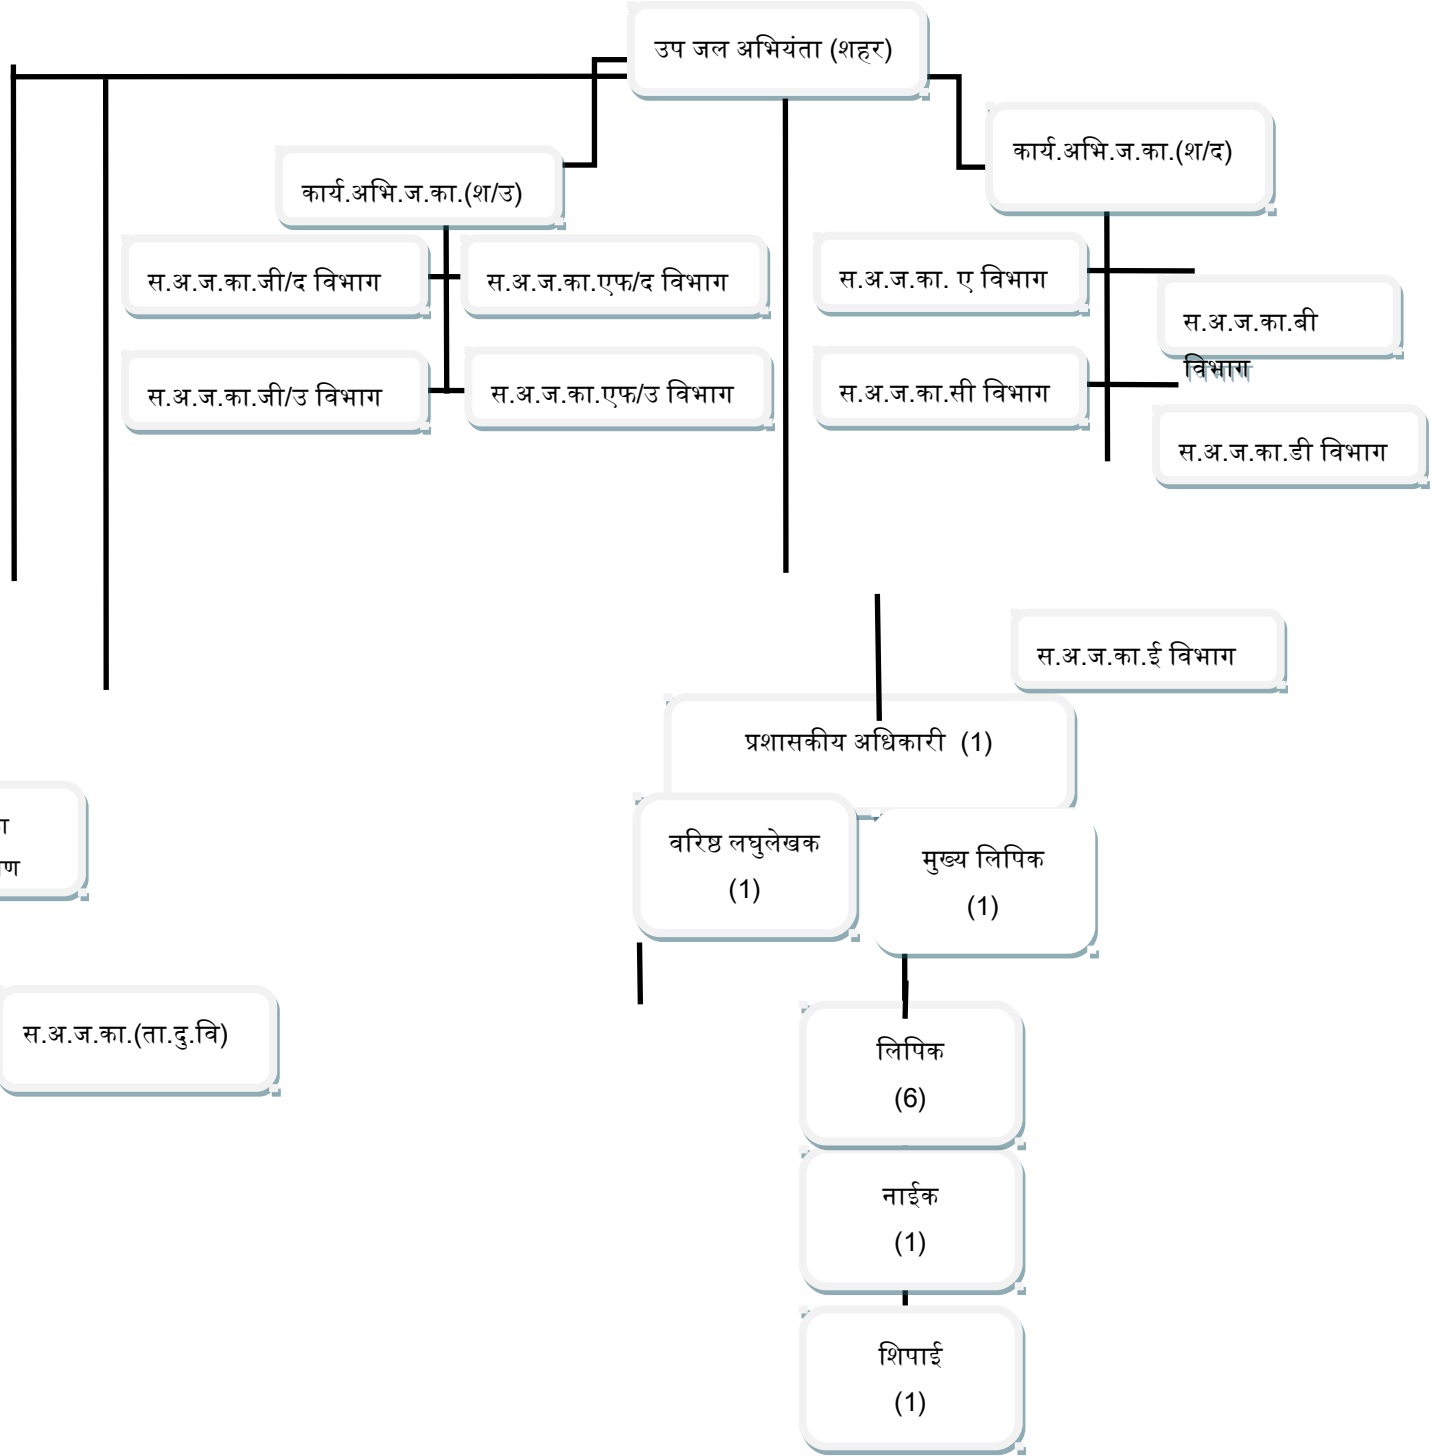 उप जल अभियंता (शहर)
कार्य.अभि.ज.का.(श/द)
कार्य.अभि.ज.का.(श/उ)
स.अ.ज.का.जी/द विभाग
स.अ.ज.का.एफ/द विभाग
स.अ.ज.का. ए विभाग
स.अ.ज.का.बी
विभाग
स.अ.ज.का.जी/उ विभाग
स.अ.ज.का.एफ/उ विभाग
स.अ.ज.का.सी विभाग
स.अ.ज.का.डी विभाग
स.अ.ज.का.ई विभाग
प्रशासकीय अधिकारी (1)
वरिष्ठ लघुलेखक
(1)
मुख्य लिपिक
(1)
स.अ.ज.का.(ता.दु.वि)
लिपिक
(6)
नाईक
(1)
शिपाई
(1)